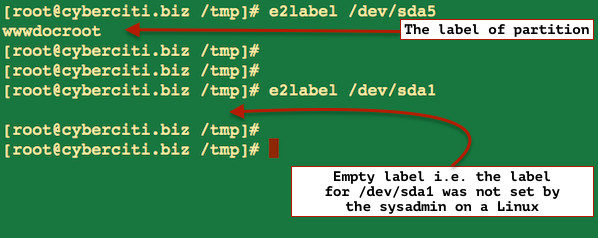 [root@cyberciti.biz /tmp]# e2label /dev/sda5
wwwdocroot
The label of partition
[root@cyberciti.biz /tmp]#
[root@cyberciti.biz /tmp]#
[root@cyberciti.biz /tmp]# e2label /dev/sda1
[root@cyberciti.biz /tmp]#
[root@cyberciti.biz /tmp]#
Empty label i.e. the label
for /dev/sda1 was not set by
the sysadmin on a Linux